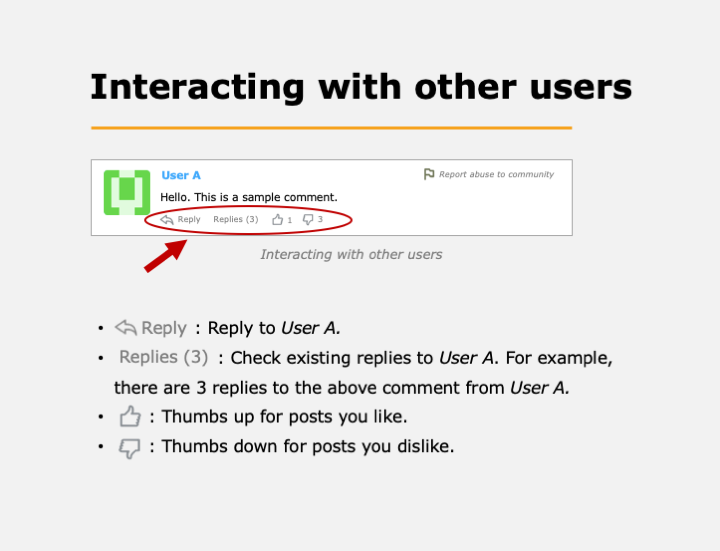 Interacting with other users
User A
Report abuse to community
Hello. This is a sample comment.
Reply Replies (3) 1 3
Interacting with other users
• Reply : Reply to User A.
• Replies (3) : Check existing replies to User A. For example,
there are 3 replies to the above comment from User A.
• : Thumbs up for posts you like.
• : Thumbs down for posts you dislike.